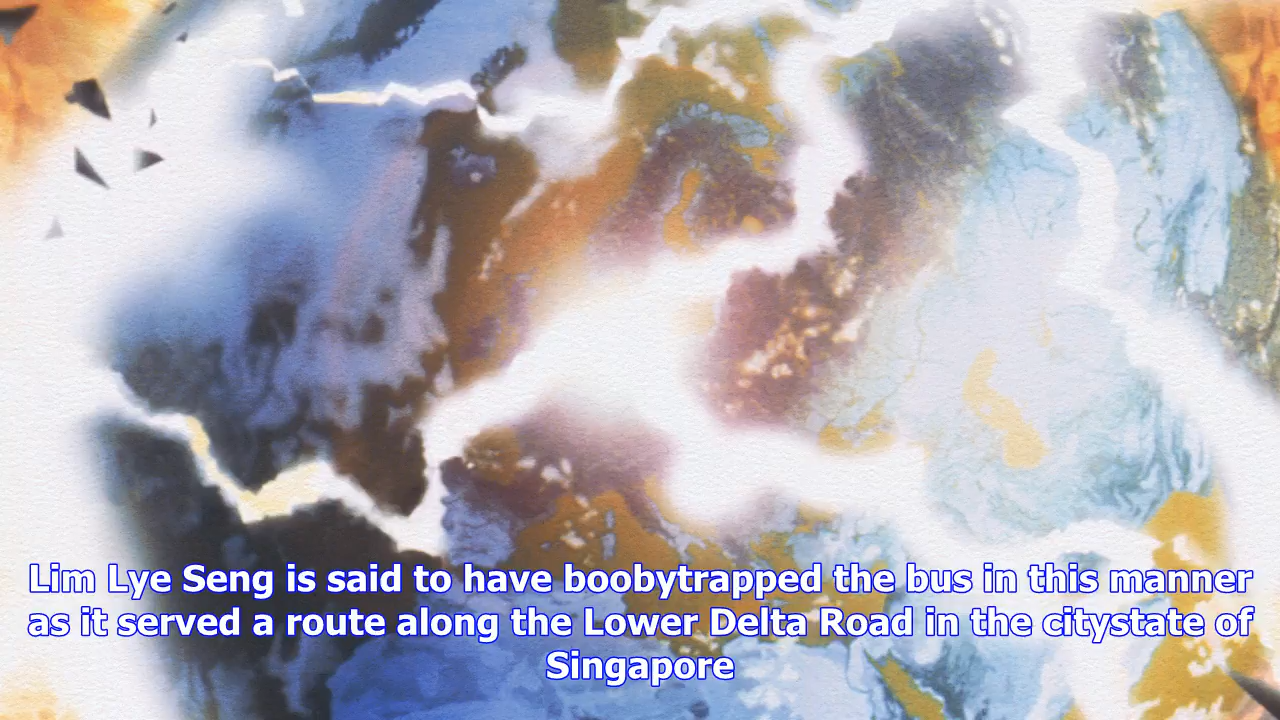 Lim Lye Seng is said to have boobytrapped the bus in this manner
as it served a route along the Lower Delta Road in the citystate of
Singapore